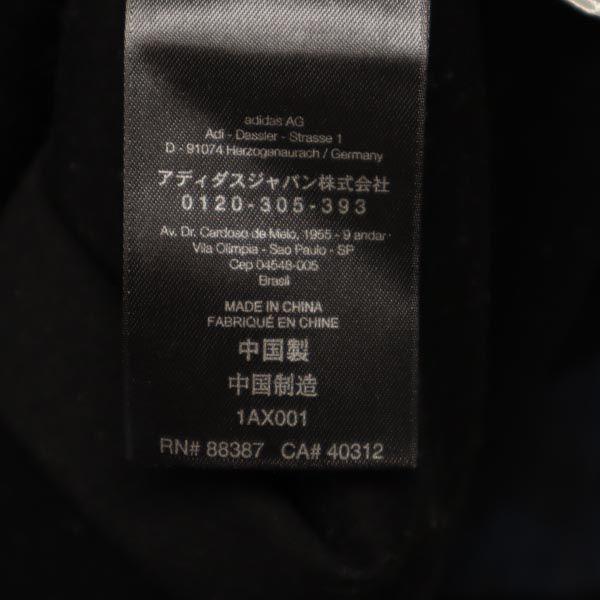 adidas AG
Adi - Dassler - Strasse 1
D - 91074 Herzogenaurach / Germany
アディダスジャパン株式会社
0120-305-393
Av. Dr. Cardoso de Melo, 1955 - 9 andar
Vila Olimpia - Sao Paulo - SP
Cep 04548-005
Brasil
MADE IN CHINA
FABRIQUÉ EN CHINE
中国製
中国制造
1AX001
RN# 88387 CA# 40312